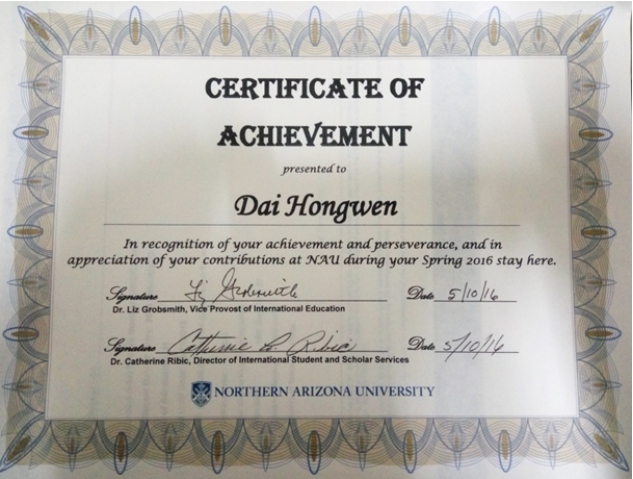 CERTIFICATE OF
ACHIEVEMENT
presented to
Dai Hongwen
In recognition of your achievement and perseverance, and in
appreciation of your contributions at NAU during your Spring 2016 stay here.
Signature Liz Grobsmith Date 5/10/16
Dr. Liz Grobsmith, Vice Provost of International Education
Signature Catherine L. Ribic Date 5/10/16
Dr. Catherine Ribic, Director of International Student and Scholar Services
NORTHERN ARIZONA UNIVERSITY